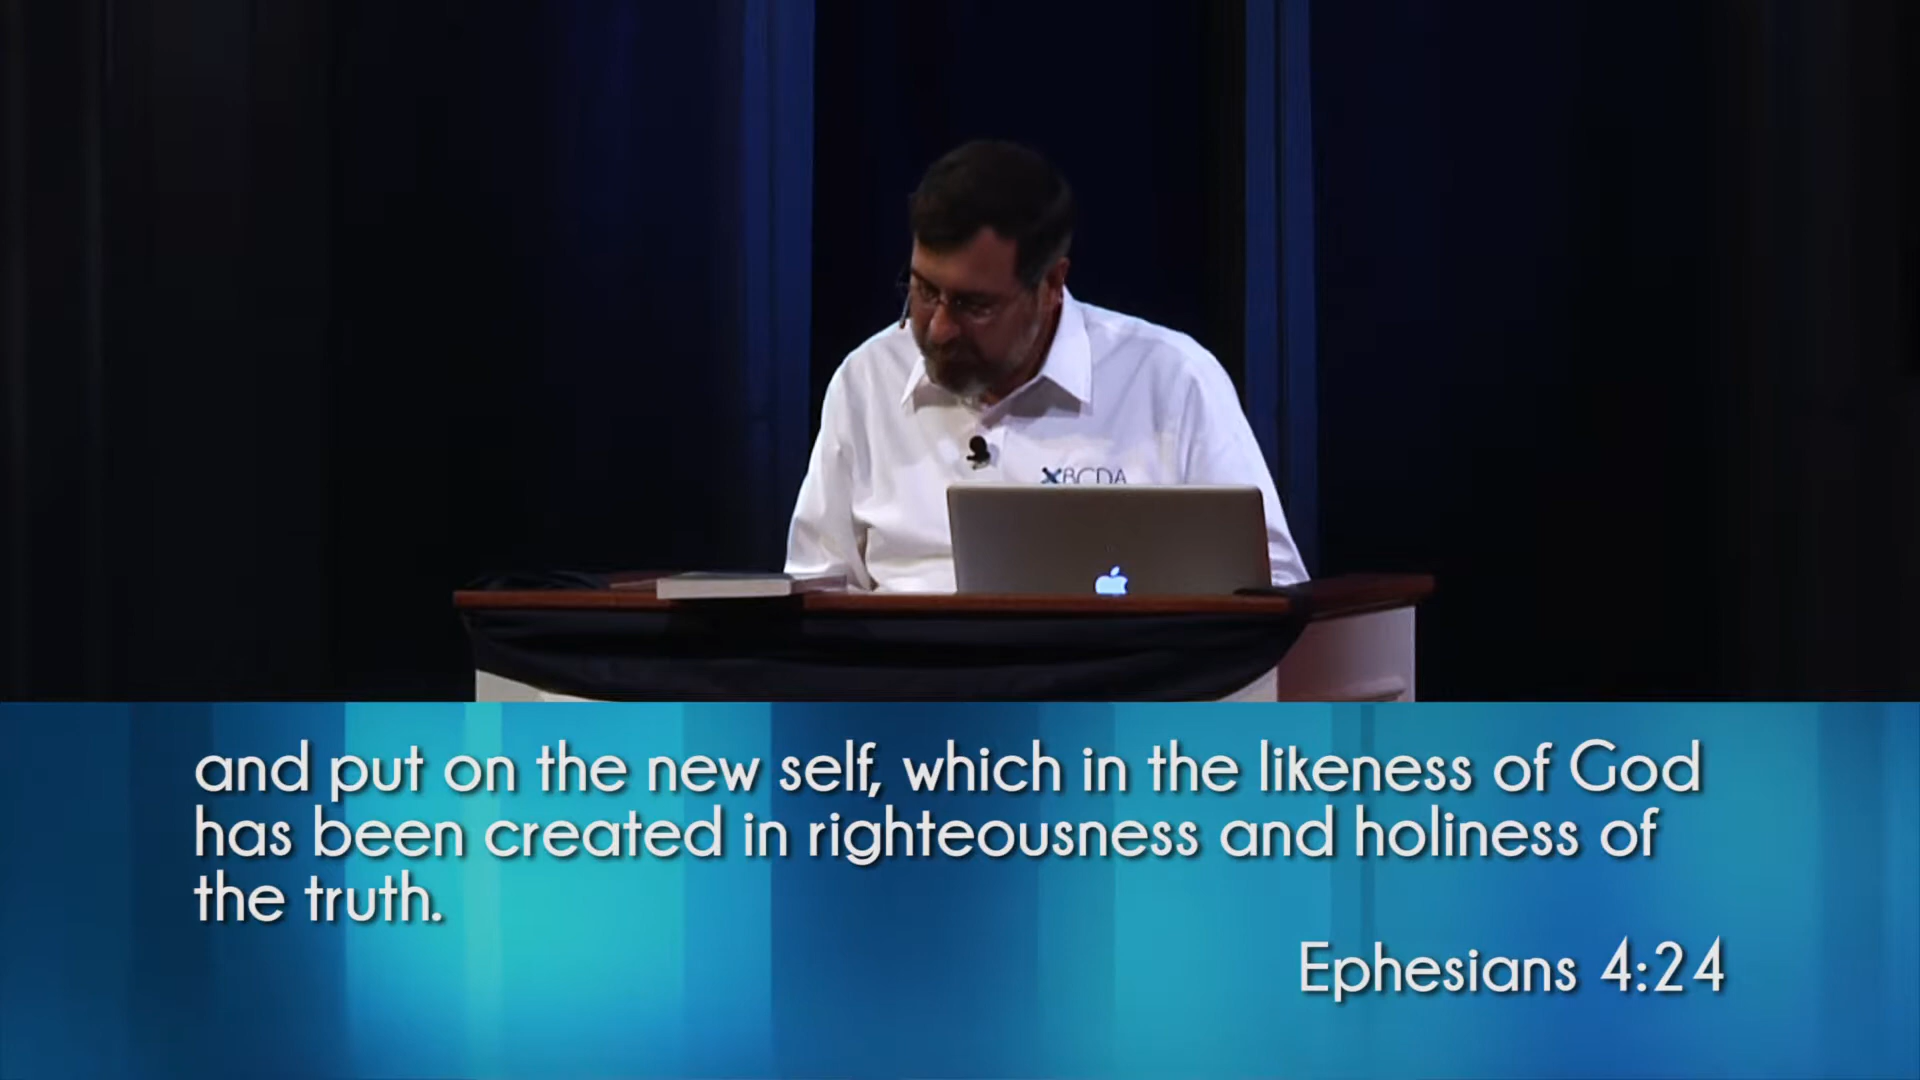 BCDA
and put on the new self, which in the likeness of God
has been created in righteousness and holiness of
the truth.
Ephesians 4:24